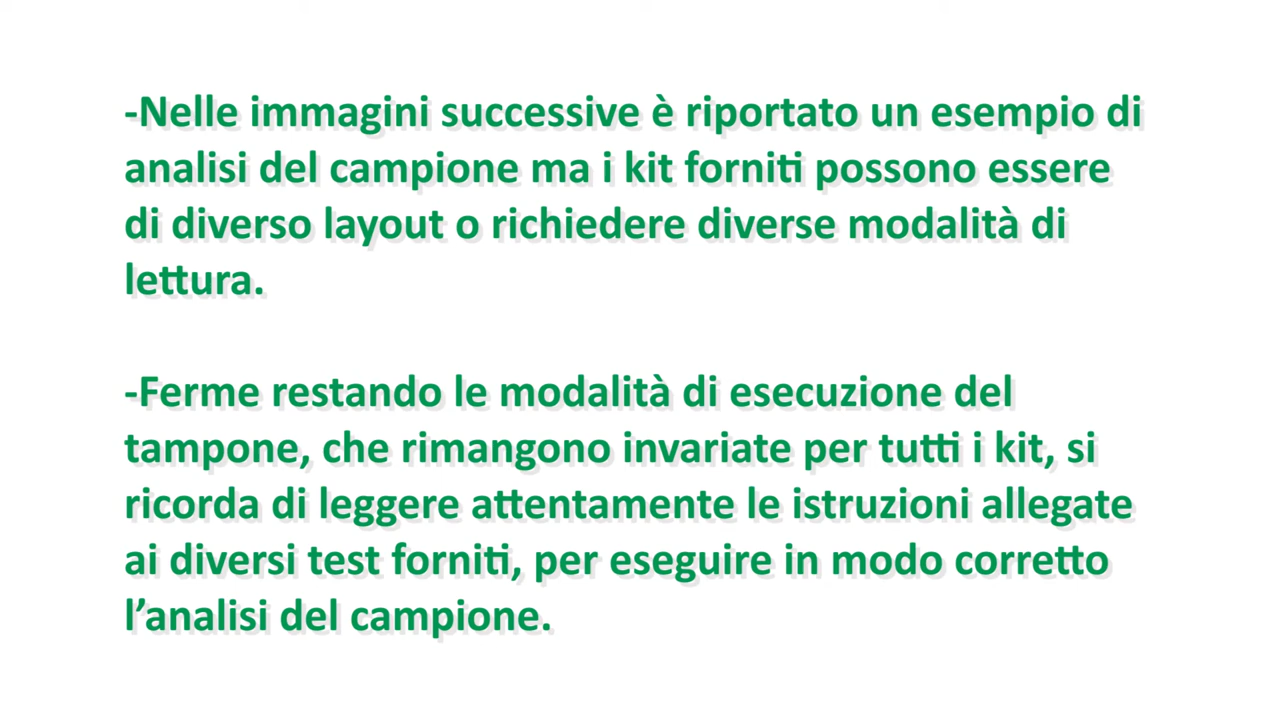 -Nelle immagini successive è riportato un esempio di
analisi del campione ma i kit forniti possono essere
di diverso layout o richiedere diverse modalità di
lettura.
-Ferme restando le modalità di esecuzione del
tampone, che rimangono invariate per tutti i kit, si
ricorda di leggere attentamente le istruzioni allegate
ai diversi test forniti, per eseguire in modo corretto
l’analisi del campione.